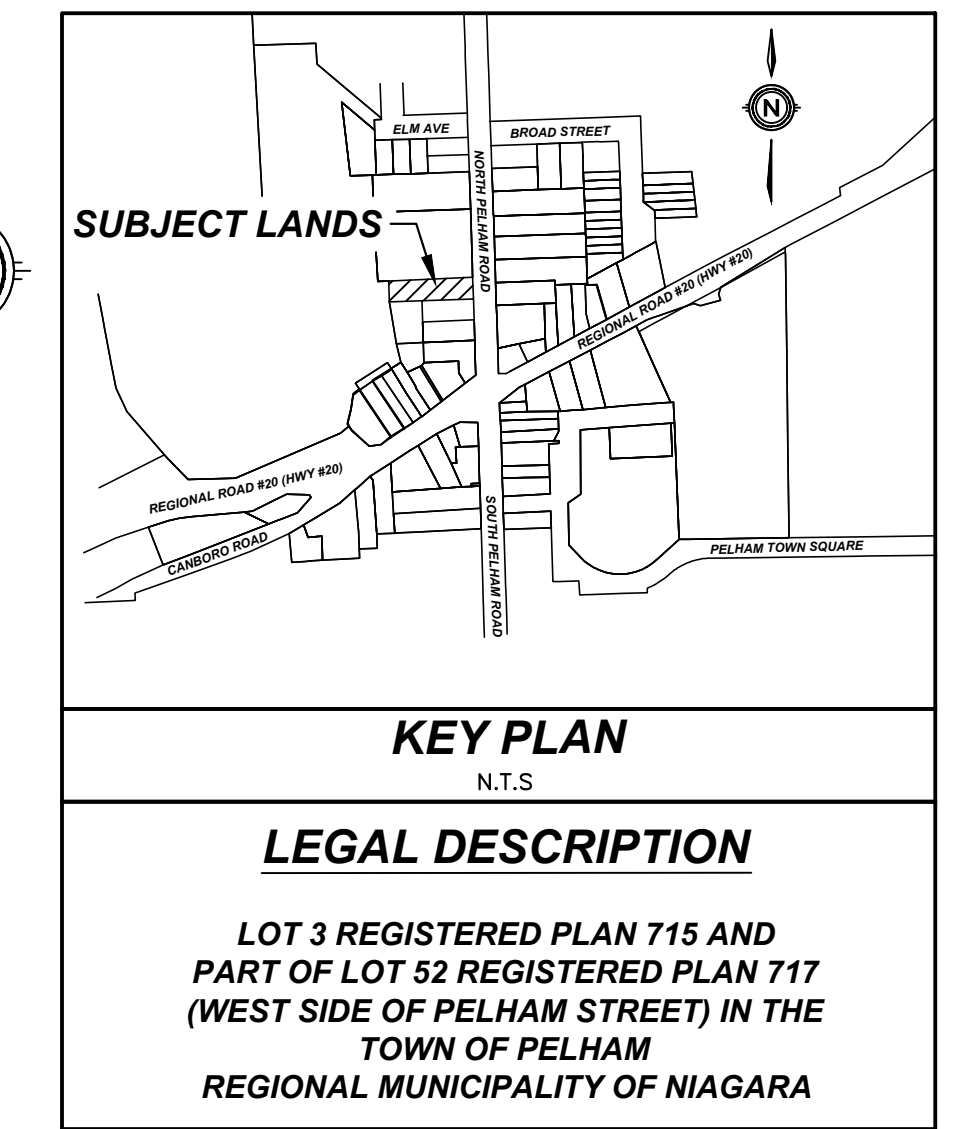 ELM AVE
BROAD STREET
N
NORTH PELHAM ROAD
SUBJECT LANDS
REGIONAL ROAD #20 (HWY #20)
REGIONAL ROAD #20 (HWY #20)
CANBORO ROAD
SOUTH PELHAM ROAD
PELHAM TOWN SQUARE
KEY PLAN
N.T.S
LEGAL DESCRIPTION
LOT 3 REGISTERED PLAN 715 AND
PART OF LOT 52 REGISTERED PLAN 717
(WEST SIDE OF PELHAM STREET) IN THE
TOWN OF PELHAM
REGIONAL MUNICIPALITY OF NIAGARA